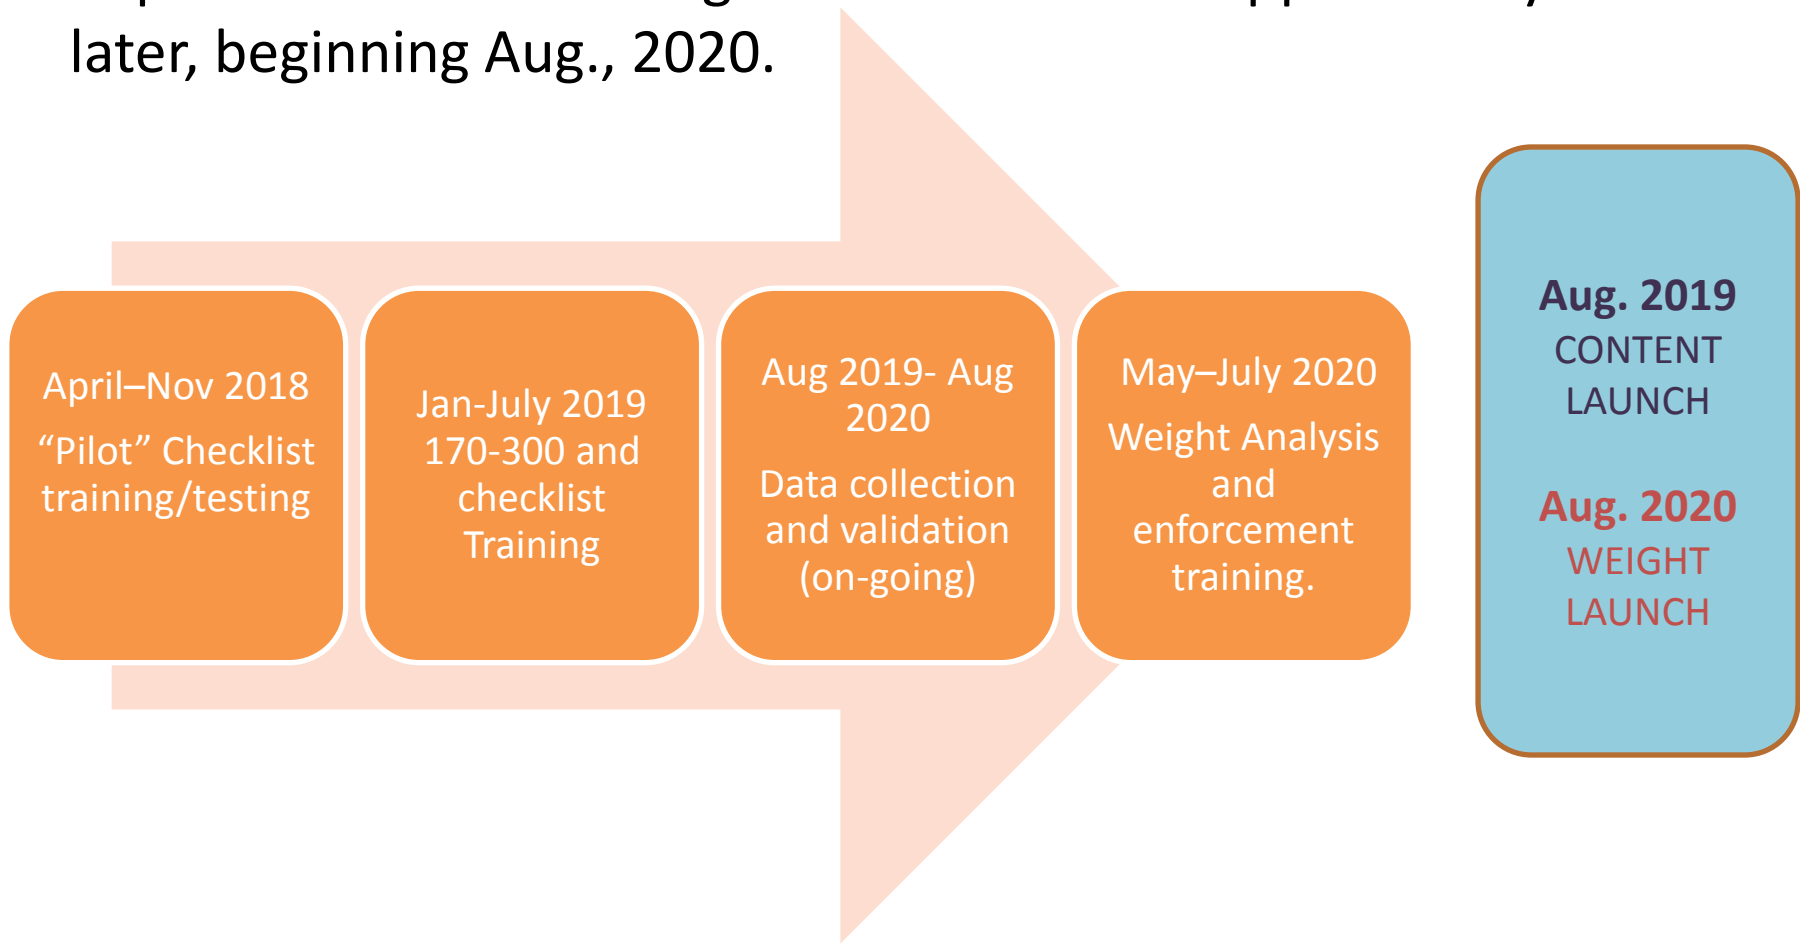 later, beginning Aug., 2020.
April–Nov 2018
“Pilot” Checklist
training/testing
Jan-July 2019
170-300 and
checklist
Training
Aug 2019- Aug
2020
Data collection
and validation
(on-going)
May–July 2020
Weight Analysis
and
enforcement
training.
Aug. 2019
CONTENT
LAUNCH
Aug. 2020
WEIGHT
LAUNCH